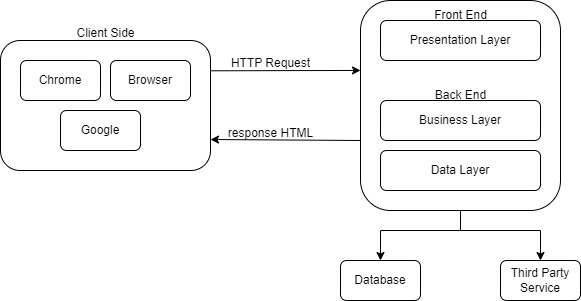 Client Side
Chrome
Browser
Google
HTTP Request
response HTML
Front End
Presentation Layer
Back End
Business Layer
Data Layer
Database
Third Party
Service